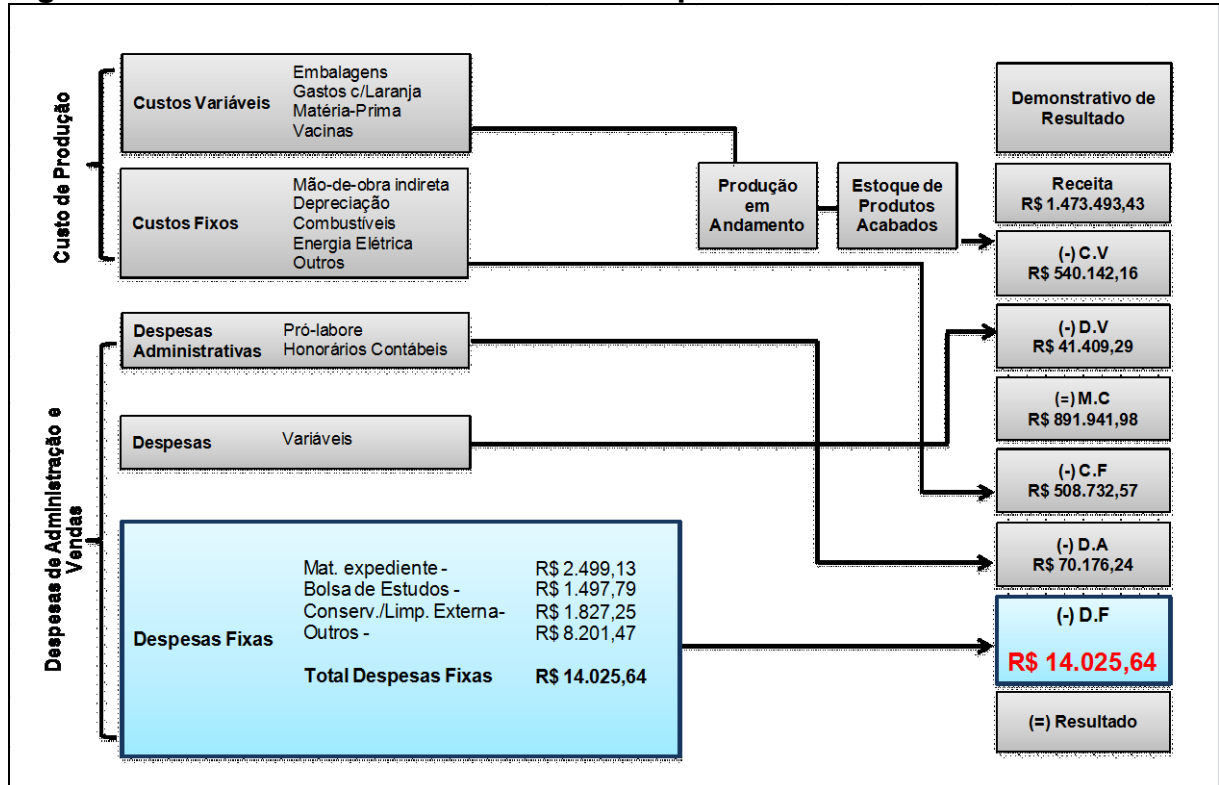 Custo de Produção
Custos Variáveis
Embalagens
Gastos c/Laranja
Matéria-Prima
Vacinas
Custos Fixos
Mão-de-obra indireta
Depreciação
Combustíveis
Energia Elétrica
Outros
Despesas de Administração e
Vendas
Despesas
Administrativas
Pró-labore
Honorários Contábeis
Despesas
Variáveis
Despesas Fixas
Mat. expediente - R$ 2.499,13
Bolsa de Estudos - R$ 1.497,79
Conserv./Limp. Externa- R$ 1.827,25
Outros - R$ 8.201,47
Total Despesas Fixas R$ 14.025,64
Produção
em
Andamento
Estoque de
Produtos
Acabados
Demonstrativo de
Resultado
Receita
R$ 1.473.493,43
(-) C.V
R$ 540.142,16
(-) D.V
R$ 41.409,29
(=) M.C
R$ 891.941,98
(-) C.F
R$ 508.732,57
(-) D.A
R$ 70.176,24
(-) D.F
R$ 14.025,64
(=) Resultado